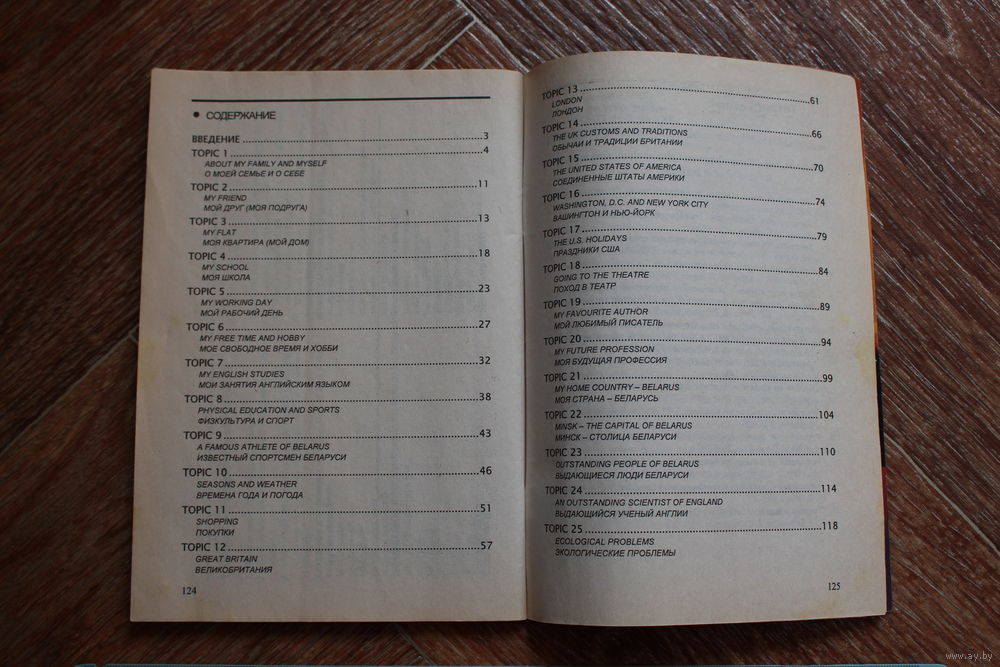 • СОДЕРЖАНИЕ
ВВЕДЕНИЕ ........ 3
TOPIC 1 ........ 4
ABOUT MY FAMILY AND MYSELF
О МОЕЙ СЕМЬЕ И О СЕБЕ
TOPIC 2 ........ 11
MY FRIEND
МОЙ ДРУГ (МОЯ ПОДРУГА)
TOPIC 3 ........ 13
MY FLAT
МОЯ КВАРТИРА (МОЙ ДОМ)
TOPIC 4 ........ 18
MY SCHOOL
МОЯ ШКОЛА
TOPIC 5 ........ 23
MY WORKING DAY
МОЙ РАБОЧИЙ ДЕНЬ
TOPIC 6 ........ 27
MY FREE TIME AND HOBBY
МОЕ СВОБОДНОЕ ВРЕМЯ И ХОББИ
TOPIC 7 ........ 32
MY ENGLISH STUDIES
МОИ ЗАНЯТИЯ АНГЛИЙСКИМ ЯЗЫКОМ
TOPIC 8 ........ 38
PHYSICAL EDUCATION AND SPORTS
ФИЗКУЛЬТУРА И СПОРТ
TOPIC 9 ........ 43
A FAMOUS ATHLETE OF BELARUS
ИЗВЕСТНЫЙ СПОРТСМЕН БЕЛАРУСИ
TOPIC 10 ........ 46
SEASONS AND WEATHER
ВРЕМЕНА ГОДА И ПОГОДА
TOPIC 11 ........ 51
SHOPPING
ПОКУПКИ
TOPIC 12 ........ 57
GREAT BRITAIN
ВЕЛИКОБРИТАНИЯ
124
TOPIC 13 ........ 61
LONDON
ЛОНДОН
TOPIC 14 ........ 66
THE UK CUSTOMS AND TRADITIONS
ОБЫЧАИ И ТРАДИЦИИ БРИТАНИИ
TOPIC 15 ........ 70
THE UNITED STATES OF AMERICA
СОЕДИНЕННЫЕ ШТАТЫ АМЕРИКИ
TOPIC 16 ........ 74
WASHINGTON, D.C. AND NEW YORK CITY
ВАШИНГТОН И НЬЮ-ЙОРК
TOPIC 17 ........ 79
THE U.S. HOLIDAYS
ПРАЗДНИКИ США
TOPIC 18 ........ 84
GOING TO THE THEATRE
ПОХОД В ТЕАТР
TOPIC 19 ........ 89
MY FAVOURITE AUTHOR
МОЙ ЛЮБИМЫЙ ПИСАТЕЛЬ
TOPIC 20 ........ 94
MY FUTURE PROFESSION
МОЯ БУДУЩАЯ ПРОФЕССИЯ
TOPIC 21 ........ 99
MY HOME COUNTRY – BELARUS
МОЯ СТРАНА – БЕЛАРУСЬ
TOPIC 22 ........ 104
MINSK – THE CAPITAL OF BELARUS
МИНСК – СТОЛИЦА БЕЛАРУСИ
TOPIC 23 ........ 110
OUTSTANDING PEOPLE OF BELARUS
ВЫДАЮЩИЕСЯ ЛЮДИ БЕЛАРУСИ
TOPIC 24 ........ 114
AN OUTSTANDING SCIENTIST OF ENGLAND
ВЫДАЮЩИЙСЯ УЧЕНЫЙ АНГЛИИ
TOPIC 25 ........ 118
ECOLOGICAL PROBLEMS
ЭКОЛОГИЧЕСКИЕ ПРОБЛЕМЫ
125
www.ay.by